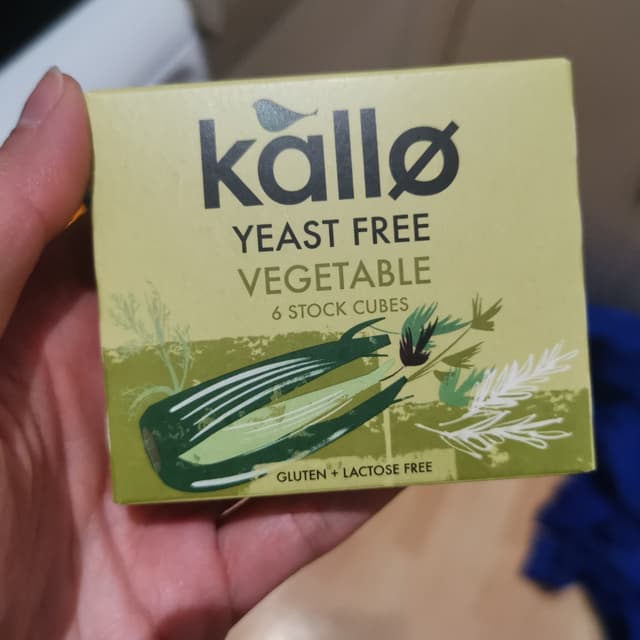 kallø
YEAST FREE
VEGETABLE
6 STOCK CUBES
GLUTEN + LACTOSE FREE